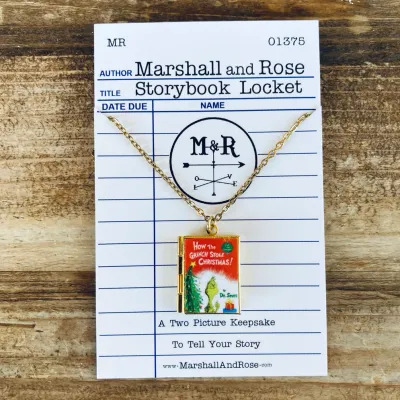 MR 01375
AUTHOR Marshall and Rose
TITLE Storybook Locket
DATE DUE NAME
M&R
L O V E
How the
GRINCH STOLE
CHRISTMAS!
by
Dr. Seuss
A Two Picture Keepsake
To Tell Your Story
www.MarshallAndRose.com